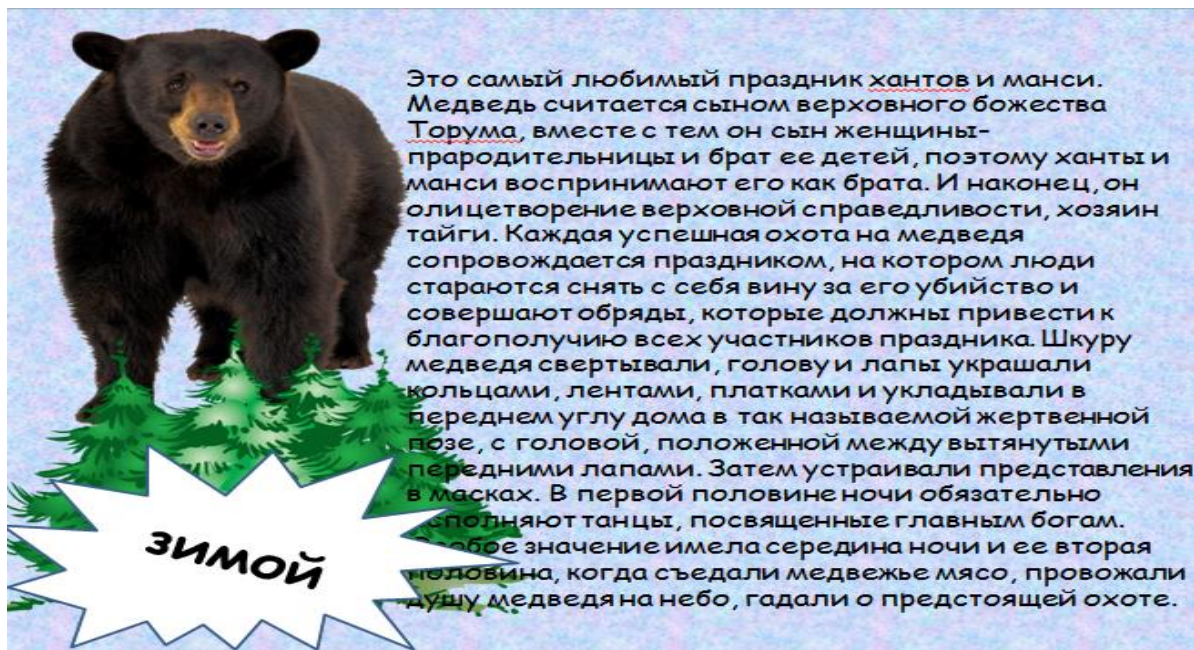 Это самый любимый праздник хантов и манси.
Медведь считается сыном верховного божества
Торума, вместе с тем он сын женщины-
прародительницы и брат ее детей, поэтому ханты и
манси воспринимают его как брата. И наконец, он
олицетворение верховной справедливости, хозяин
тайги. Каждая успешная охота на медведя
сопровождается праздником, на котором люди
стараются снять с себя вину за его убийство и
совершают обряды, которые должны привести к
благополучию всех участников праздника. Шкуру
медведя свертывали, голову и лапы украшали
кольцами, лентами, платками и укладывали в
переднем углу дома в так называемой жертвенной
позе, с головой, положенной между вытянутыми
передними лапами. Затем устраивали представления
в масках. В первой половине ночи обязательно
исполняют танцы, посвященные главным богам.
Особое значение имела середина ночи и ее вторая
половина, когда съедали медвежье мясо, провожали
душу медведя на небо, гадали о предстоящей охоте.
зимой